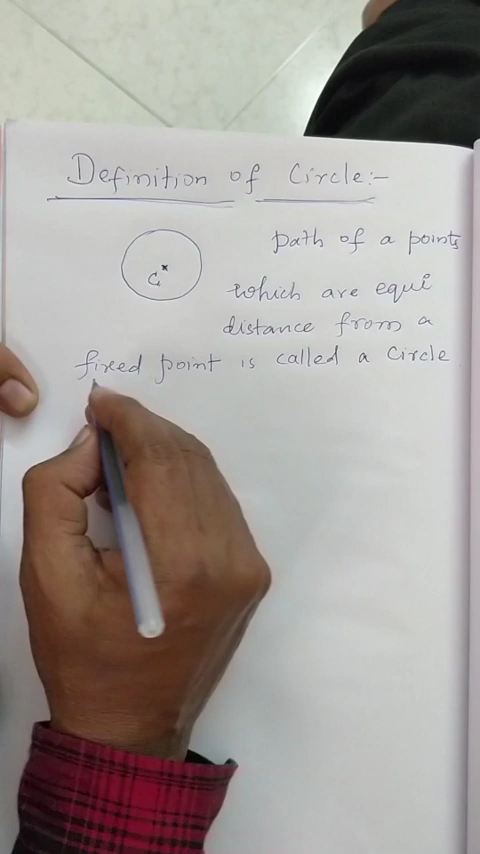 Definition of Circle:-
path of a points
which are equi
distance from a
fixed point is called a Circle
C